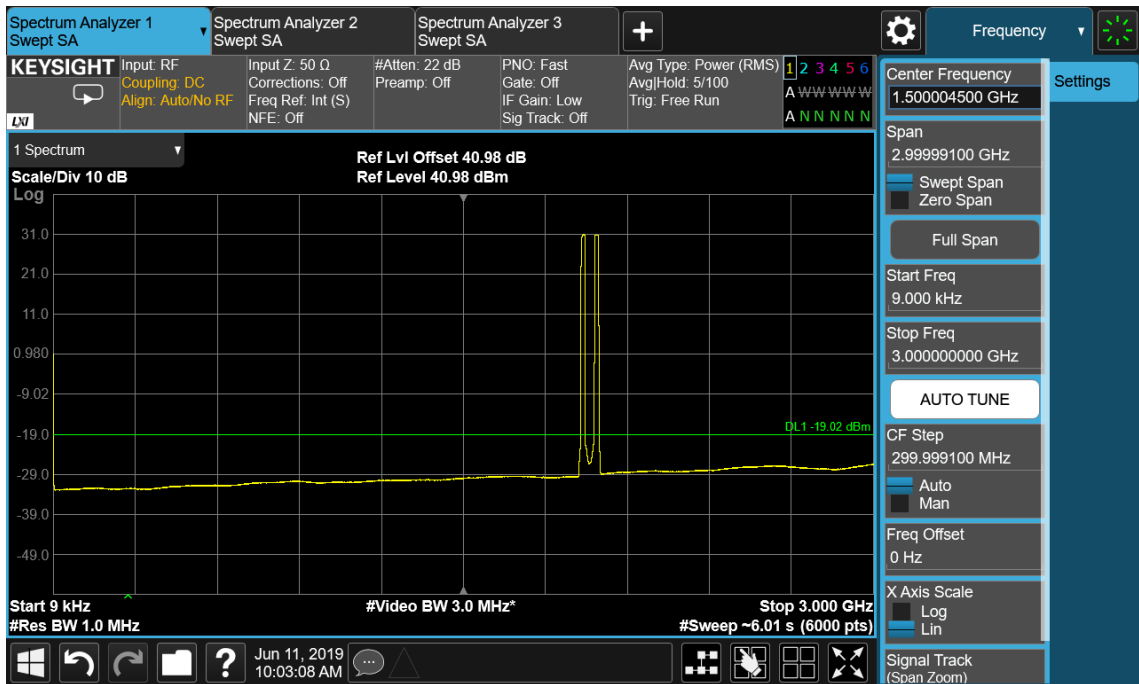 Spectrum Analyzer 1
Swept SA
Spectrum Analyzer 2
Swept SA
Spectrum Analyzer 3
Swept SA
Frequency
KEYSIGHT
LXI
Input: RF
Coupling: DC
Align: Auto/No RF
Input Z: 50 Ω
Corrections: Off
Freq Ref: Int (S)
NFE: Off
#Atten: 22 dB
Preamp: Off
PNO: Fast
Gate: Off
IF Gain: Low
Sig Track: Off
Avg Type: Power (RMS)
Avg|Hold: 5/100
Trig: Free Run
1 2 3 4 5 6
A W W W W W
A N N N N N
1 Spectrum
Scale/Div 10 dB
Log
Ref Lvl Offset 40.98 dB
Ref Level 40.98 dBm
31.0
21.0
11.0
0.980
-9.02
-19.0
-29.0
-39.0
-49.0
DL1 -19.02 dBm
Start 9 kHz
#Res BW 1.0 MHz
#Video BW 3.0 MHz*
Stop 3.000 GHz
#Sweep ~6.01 s (6000 pts)
Center Frequency
1.500004500 GHz
Span
2.99999100 GHz
Swept Span
Zero Span
Full Span
Start Freq
9.000 kHz
Stop Freq
3.000000000 GHz
AUTO TUNE
CF Step
299.999100 MHz
Auto
Man
Freq Offset
0 Hz
X Axis Scale
Log
Lin
Signal Track
(Span Zoom)
Settings
?
Jun 11, 2019
10:03:08 AM